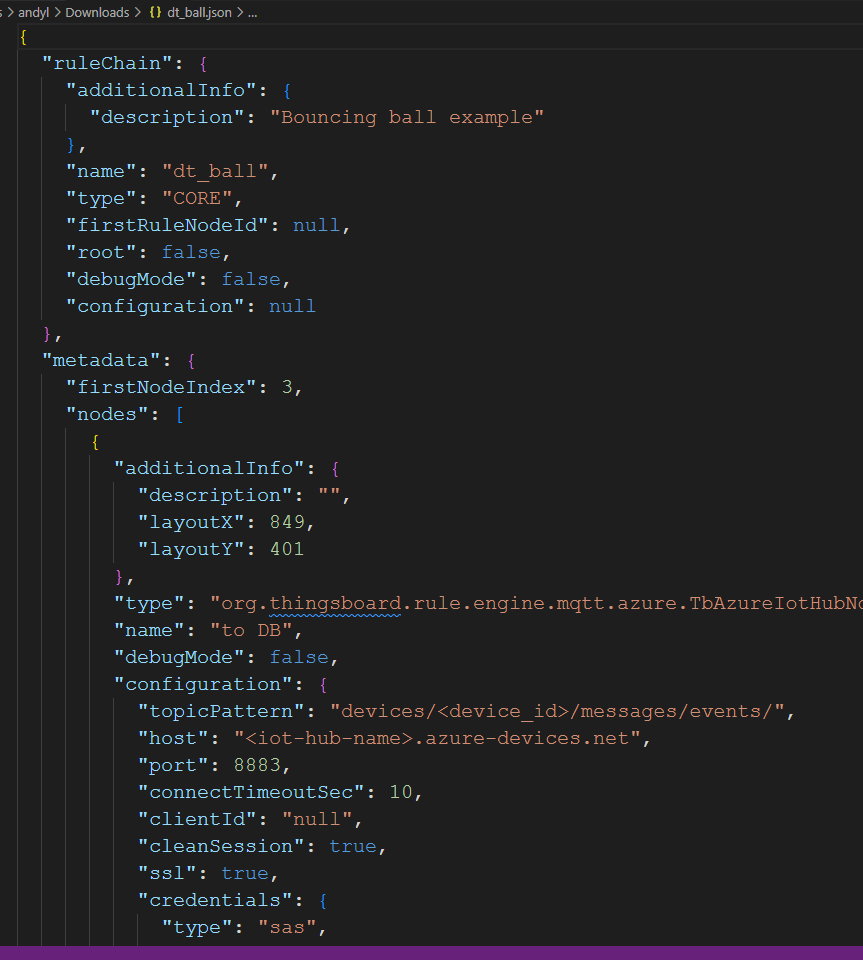 s > andyl > Downloads > {} dt_ball.json > ...
{
  "ruleChain": {
    "additionalInfo": {
      "description": "Bouncing ball example"
    },
    "name": "dt_ball",
    "type": "CORE",
    "firstRuleNodeId": null,
    "root": false,
    "debugMode": false,
    "configuration": null
  },
  "metadata": {
    "firstNodeIndex": 3,
    "nodes": [
      {
        "additionalInfo": {
          "description": "",
          "layoutX": 849,
          "layoutY": 401
        },
        "type": "org.thingsboard.rule.engine.mqtt.azure.TbAzureIotHubNo
        "name": "to DB",
        "debugMode": false,
        "configuration": {
          "topicPattern": "devices/<device_id>/messages/events/",
          "host": "<iot-hub-name>.azure-devices.net",
          "port": 8883,
          "connectTimeoutSec": 10,
          "clientId": "null",
          "cleanSession": true,
          "ssl": true,
          "credentials": {
            "type": "sas",